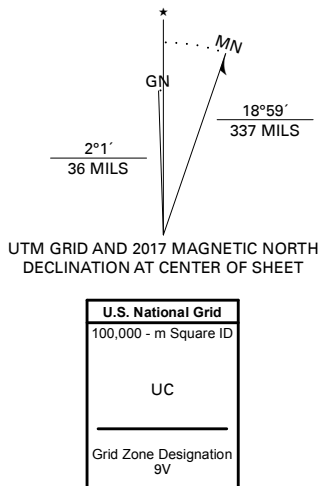 ★
MN
GN
18°59´
337 MILS
2°1´
36 MILS
UTM GRID AND 2017 MAGNETIC NORTH
DECLINATION AT CENTER OF SHEET
U.S. National Grid
100,000 - m Square ID
UC
Grid Zone Designation
9V